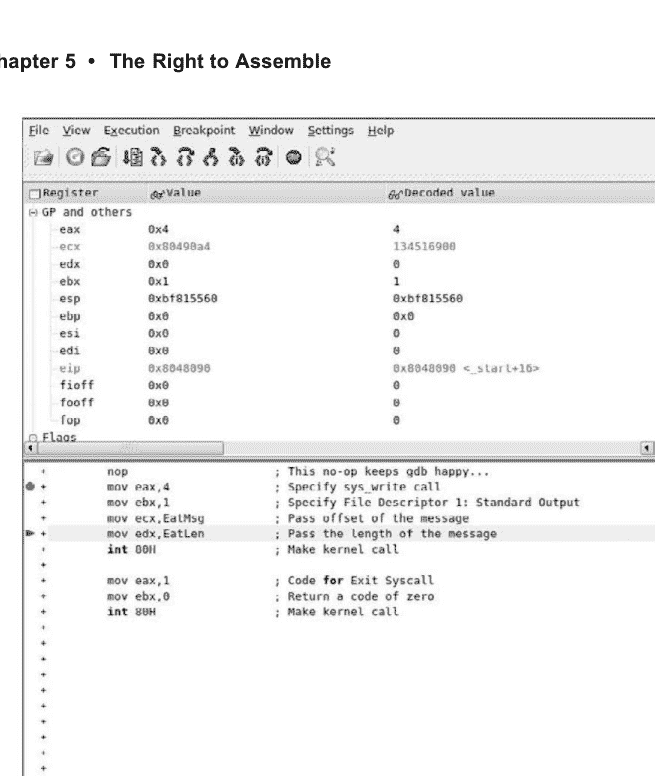 hapter 5 • The Right to Assemble
File View Execution Breakpoint Window Settings Help
Register Value Decoded value
GP and others
eax 0x4 4
ecx 0x80490a4 134516900
edx 0x0 0
ebx 0x1 1
esp 0xbf815560 0xbf815560
ebp 0x0 0x0
esi 0x0 0
edi 0x0 0
eip 0x8048090 0x8048090 <_start+16>
fioff 0x0 0
fooff 0x0 0
fop 0x0 0
Flags
nop ; This no-op keeps gdb happy...
mov eax,4 ; Specify sys_write call
mov ebx,1 ; Specify File Descriptor 1: Standard Output
mov ecx,EatMsg ; Pass offset of the message
mov edx,EatLen ; Pass the length of the message
int 80H ; Make kernel call
mov eax,1 ; Code for Exit Syscall
mov ebx,0 ; Return a code of zero
int 80H ; Make kernel call